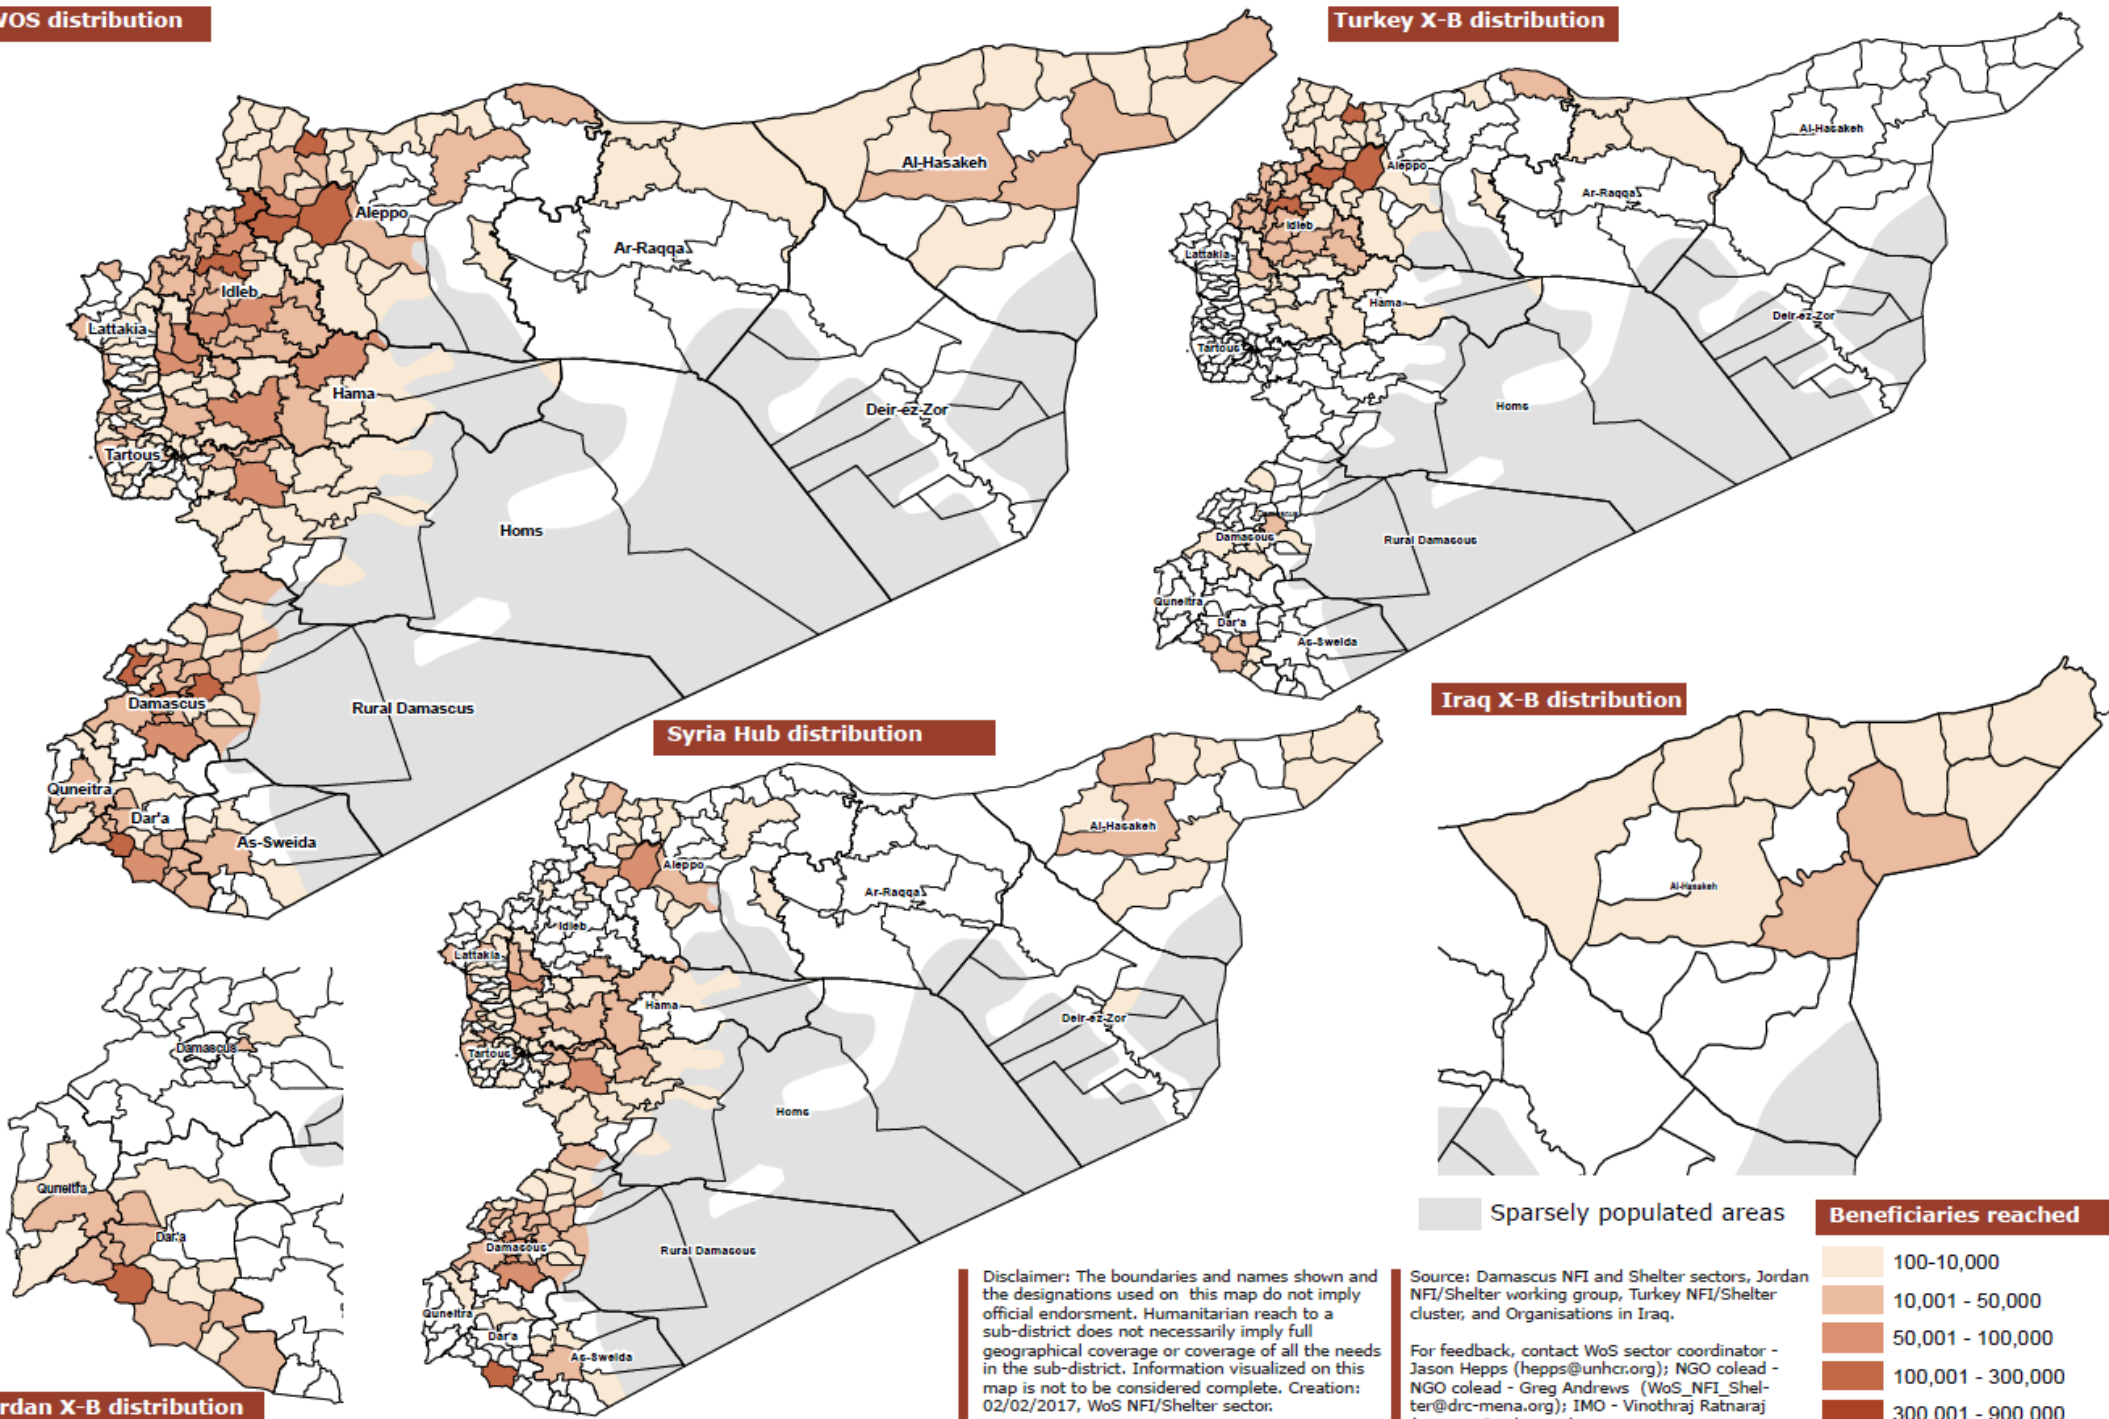 WOS distribution
Al-Hasakeh
Aleppo
Ar-Raqqa
Idleb
Lattakia
Hama
Deir-ez-Zor
Tartous
Homs
Damascus
Rural Damascus
Quneitra
Dar'a
As-Sweida
Turkey X-B distribution
Al-Hasakeh
Aleppo
Ar-Raqqa
Idleb
Lattakia
Hama
Deir-ez-Zor
Tartous
Homs
Damascus
Damascus
Rural Damascus
Quneitra
Dar'a
As-Sweida
Syria Hub distribution
Al-Hasakeh
Aleppo
Ar-Raqqa
Idleb
Lattakia
Hama
Deir-ez-Zor
Tartous
Homs
Damascus
Rural Damascus
Quneitra
Dar'a
As-Sweida
Iraq X-B distribution
Al-Hasakeh
Damascus
Quneitra
Dar'a
rdan X-B distribution
Disclaimer: The boundaries and names shown and
the designations used on this map do not imply
official endorsment. Humanitarian reach to a
sub-district does not necessarily imply full
geographical coverage or coverage of all the needs
in the sub-district. Information visualized on this
map is not to be considered complete. Creation:
02/02/2017, WoS NFI/Shelter sector.
Source: Damascus NFI and Shelter sectors, Jordan
NFI/Shelter working group, Turkey NFI/Shelter
cluster, and Organisations in Iraq.
For feedback, contact WoS sector coordinator -
Jason Hepps (hepps@unhcr.org); NGO colead -
NGO colead - Greg Andrews (WoS_NFI_Shel-
ter@drc-mena.org); IMO - Vinothraj Ratnaraj
Sparsely populated areas
Beneficiaries reached
100-10,000
10,001 - 50,000
50,001 - 100,000
100,001 - 300,000
300,001 - 900,000